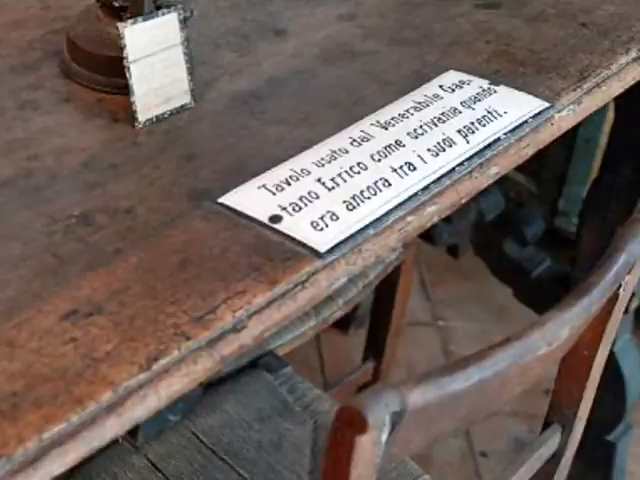 Tavolo usato dal Venerabile Gae-
tano Errico come scrivania quando
era ancora tra i suoi parenti.